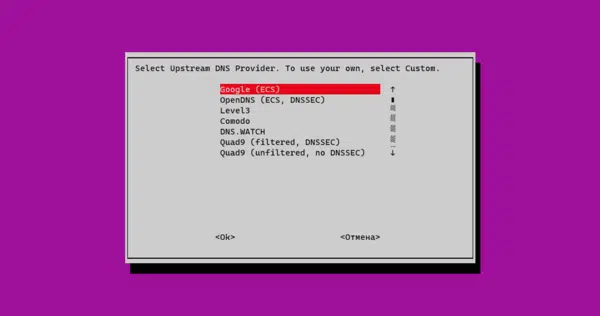 Select Upstream DNS Provider. To use your own, select Custom.
Google (ECS)
OpenDNS (ECS, DNSSEC)
Level3
Comodo
DNS.WATCH
Quad9 (filtered, DNSSEC)
Quad9 (unfiltered, no DNSSEC)
<Ok> <Отмена>